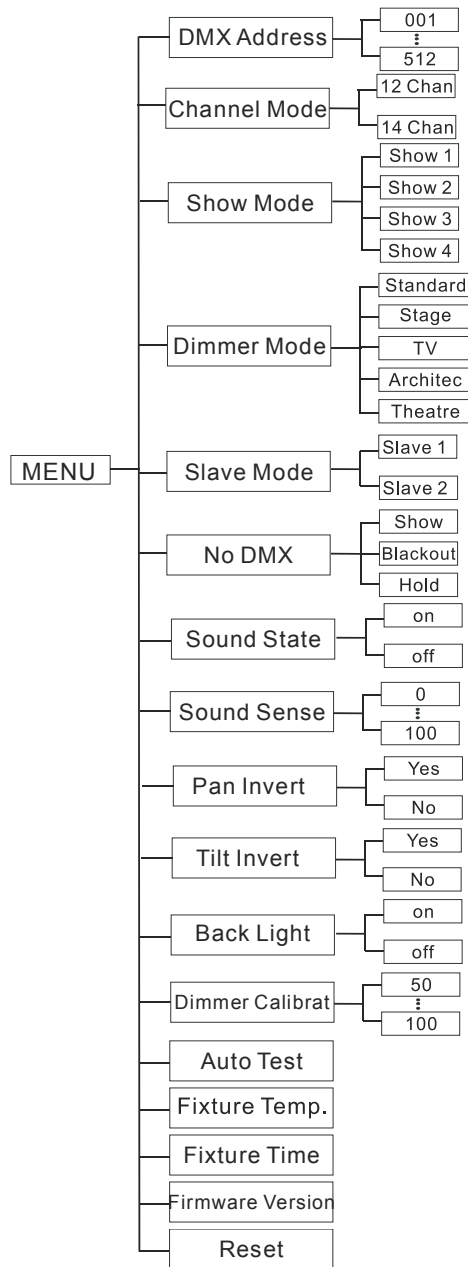 MENU
DMX Address
001
512
Channel Mode
12 Chan
14 Chan
Show Mode
Show 1
Show 2
Show 3
Show 4
Dimmer Mode
Standard
Stage
TV
Architec
Theatre
Slave Mode
Slave 1
Slave 2
No DMX
Show
Blackout
Hold
Sound State
on
off
Sound Sense
0
100
Pan Invert
Yes
No
Tilt Invert
Yes
No
Back Light
on
off
Dimmer Calibrat
50
100
Auto Test
Fixture Temp.
Fixture Time
Firmware Version
Reset